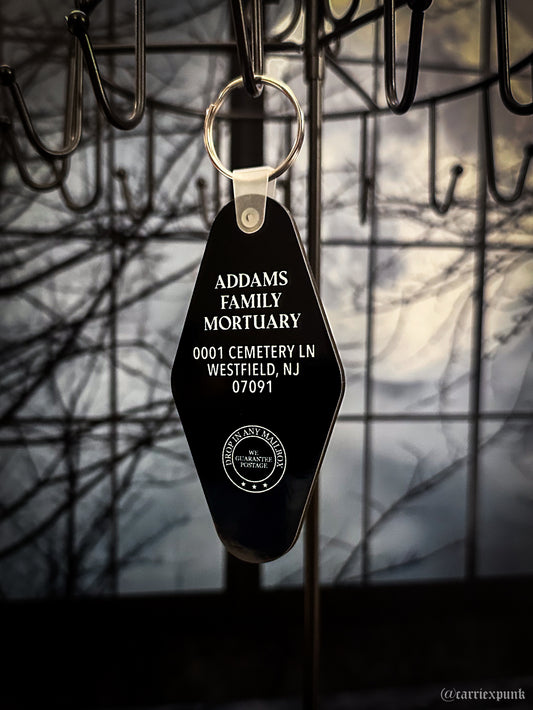 ADDAMS
FAMILY
MORTUARY
0001 CEMETERY LN
WESTFIELD, NJ
07091
DROP IN ANY MAILBOX
WE
GUARANTEE
POSTAGE
@carriexpunk